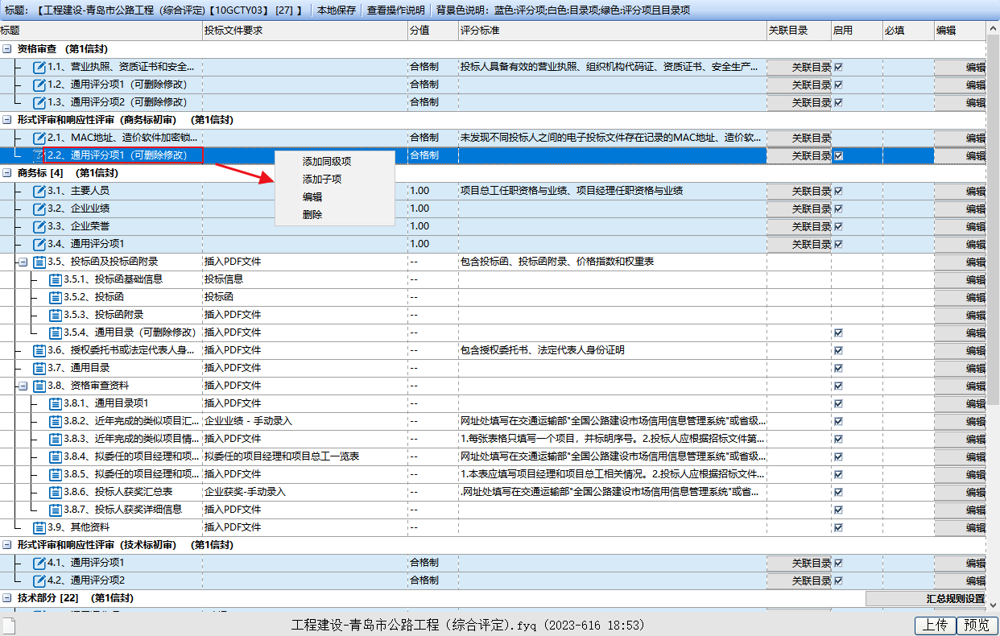 标题: 【工程建设-青岛市公路工程（综合评定）【10GCTY03】 [27] 】 本地保存 查看操作说明 背景色说明: 蓝色:评分项;白色:目录项;绿色:评分项且目录项
标题 投标文件要求 分值 评分标准 关联目录 启用 必填 编辑
资格审查 (第1信封)
1.1、营业执照、资质证书和安全... 合格制 投标人具备有效的营业执照、组织机构代码证、资质证书、安全生产... 关联目录 编辑
1.2、通用评分项1（可删除修改） 合格制 关联目录 编辑
1.3、通用评分项2（可删除修改） 合格制 关联目录 编辑
形式评审和响应性评审（商务标初审） (第1信封)
2.1、MAC地址、造价软件加密锁... 合格制 未发现不同投标人之间的电子投标文件存在记录的MAC地址、造价软... 关联目录 编辑
2.2、通用评分项1（可删除修改） 合格制 关联目录 编辑
添加同级项
添加子项
编辑
删除
商务标 [4] (第1信封)
3.1、主要人员 1.00 项目总工任职资格与业绩、项目经理任职资格与业绩 关联目录 编辑
3.2、企业业绩 1.00 关联目录 编辑
3.3、企业荣誉 1.00 关联目录 编辑
3.4、通用评分项1 1.00 关联目录 编辑
3.5、投标函及投标函附录 插入PDF文件 -- 包含投标函、投标函附录、价格指数和权重表 编辑
3.5.1、投标函基础信息 投标信息 -- 编辑
3.5.2、投标函 投标函 -- 编辑
3.5.3、投标函附录 插入PDF文件 -- 编辑
3.5.4、通用目录（可删除修改） 插入PDF文件 -- 编辑
3.6、授权委托书或法定代表人身... 插入PDF文件 -- 包含授权委托书、法定代表人身份证明 编辑
3.7、通用目录 插入PDF文件 -- 编辑
3.8、资格审查资料 插入PDF文件 -- 编辑
3.8.1、通用目录项1 插入PDF文件 -- 编辑
3.8.2、近年完成的类似项目汇... 企业业绩 - 手动录入 -- 网址处填写在交通运输部"全国公路建设市场信用信息管理系统"或省级... 编辑
3.8.3、近年完成的类似项目情... 插入PDF文件 -- 1.每张表格只填写一个项目，并标明序号。2.投标人应根据招标文件第... 编辑
3.8.4、拟委任的项目经理和项... 拟委任的项目经理和项目总工一览表 -- 网址处填写在交通运输部"全国公路建设市场信用信息管理系统"或省级... 编辑
3.8.5、拟委任的项目经理和项... 插入PDF文件 -- 1.本表应填写项目经理和项目总工相关情况。2.投标人应根据招标文件... 编辑
3.8.6、投标人获奖汇总表 企业获奖-手动录入 -- .网址处填写在交通运输部"全国公路建设市场信用信息管理系统"或省... 编辑
3.8.7、投标人获奖详细信息 插入PDF文件 -- 编辑
3.9、其他资料 插入PDF文件 -- 编辑
形式评审和响应性评审（技术标初审） (第1信封)
4.1、通用评分项1 合格制 关联目录 编辑
4.2、通用评分项2 合格制 关联目录 编辑
技术部分 [22] (第1信封) 汇总规则设置
工程建设-青岛市公路工程（综合评定）.fyq (2023-616 18:53) 上传 预览